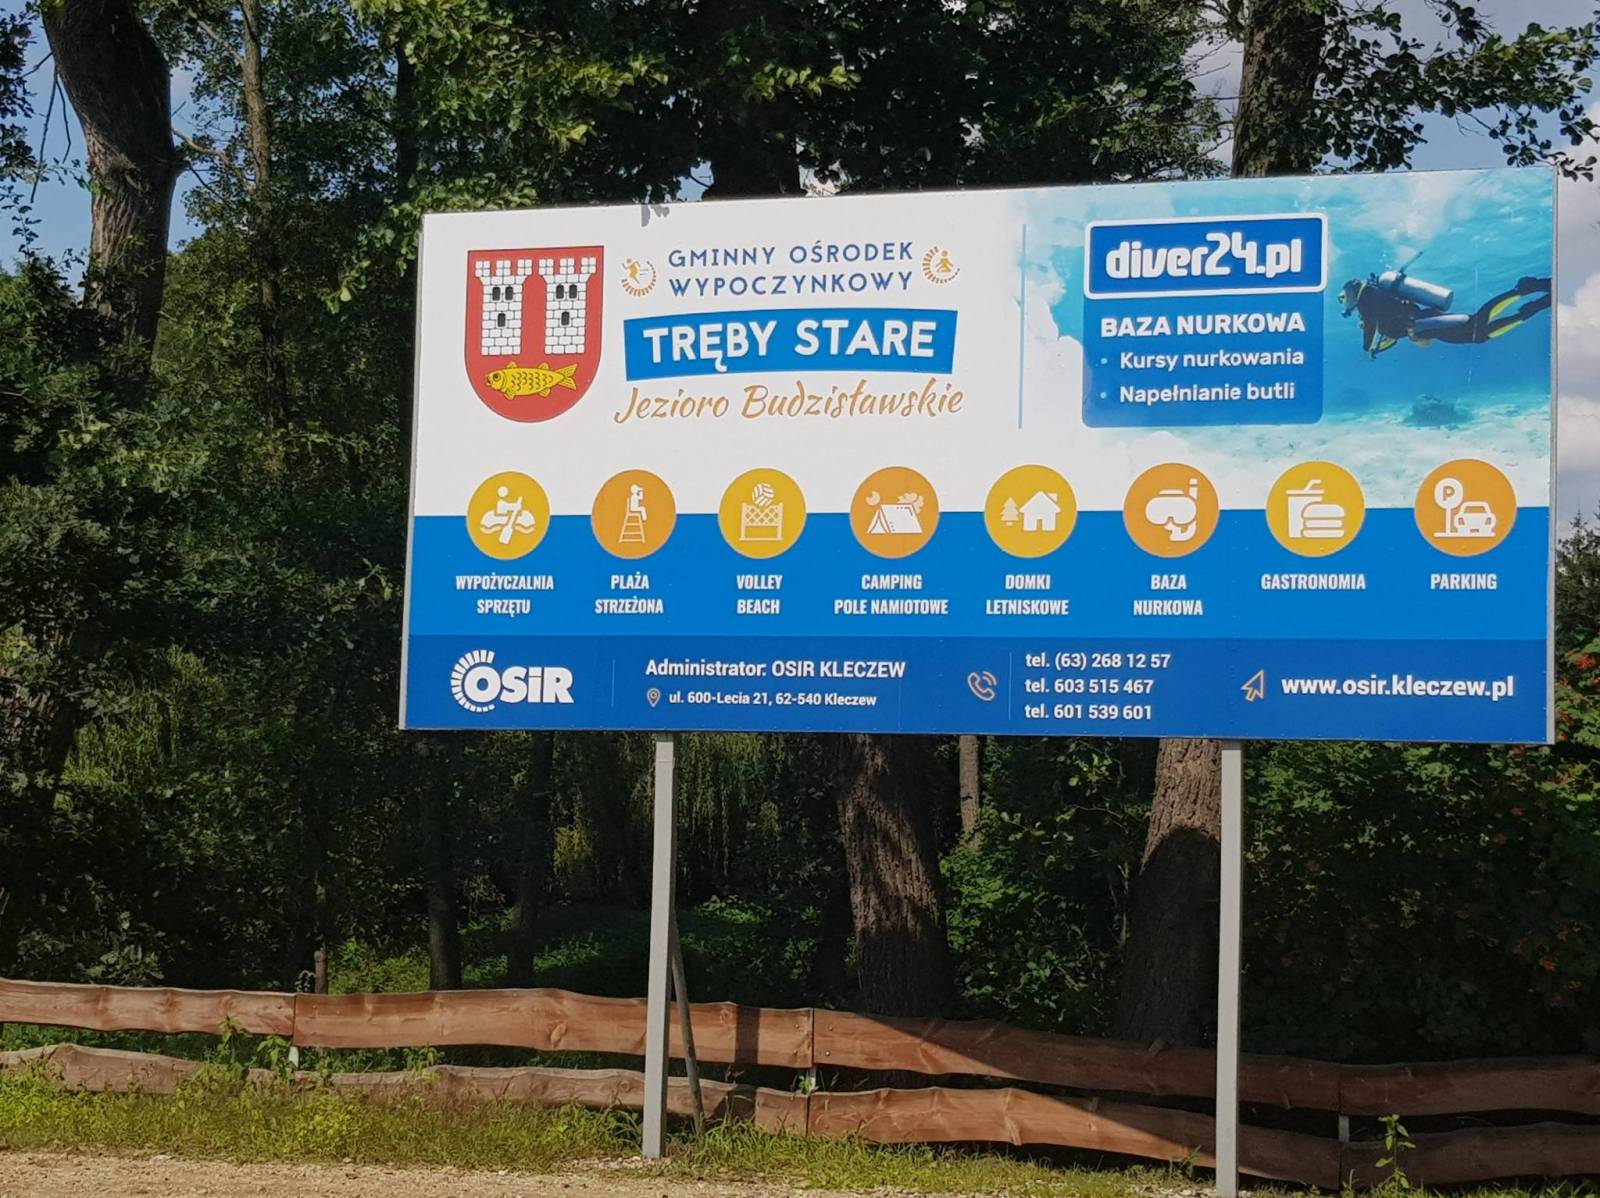 GMINNY OŚRODEK
WYPOCZYNKOWY
TRĘBY STARE
Jezioro Budzisławskie
diver24.pl
BAZA NURKOWA
• Kursy nurkowania
• Napełnianie butli
WYPOŻYCZALNIA
SPRZĘTU
PLAŻA
STRZEŻONA
VOLLEY
BEACH
CAMPING
POLE NAMIOTOWE
DOMKI
LETNISKOWE
BAZA
NURKOWA
GASTRONOMIA
P
PARKING
OSiR
Administrator: OSIR KLECZEW
ul. 600-Lecia 21, 62-540 Kleczew
tel. (63) 268 12 57
tel. 603 515 467
tel. 601 539 601
www.osir.kleczew.pl